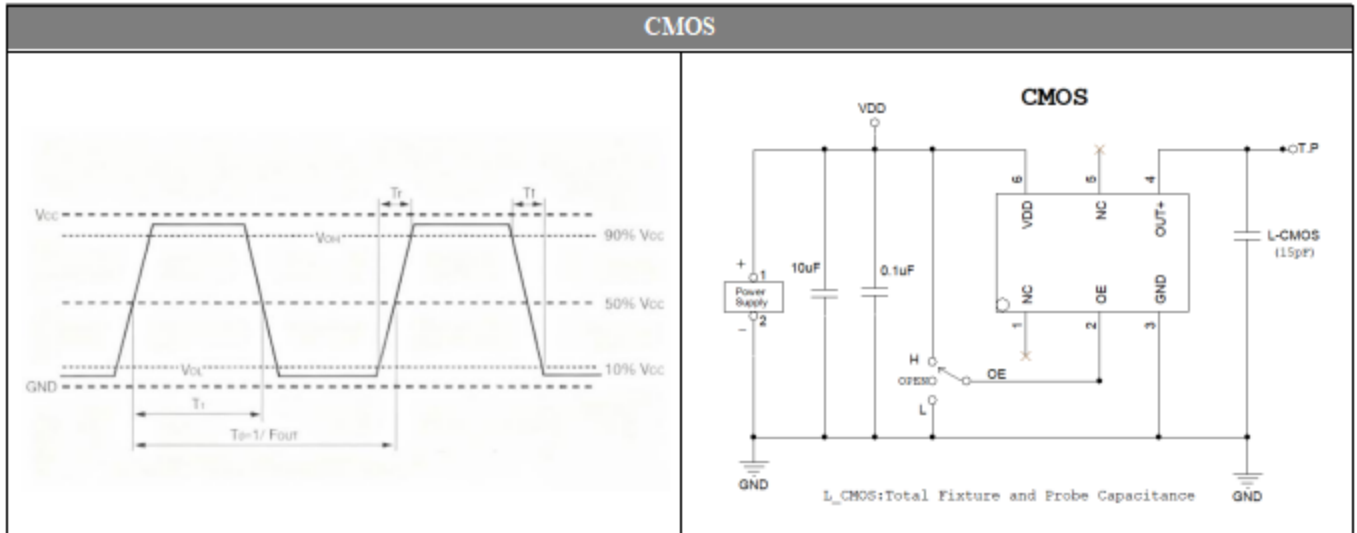 CMOS
Tr
Tf
Vcc
90% Vcc
VOH
50% Vcc
VOL
10% Vcc
GND
T1
Tp=1/ FOUT
CMOS
VDD
T.P
6
5
4
VDD
NC
OUT+
L-CMOS
(15pF)
+
1
10uF
0.1uF
Power
Supply
NC
OE
GND
2
−
1
2
3
H
OPEN
OE
L
GND
GND
L_CMOS:Total Fixture and Probe Capacitance